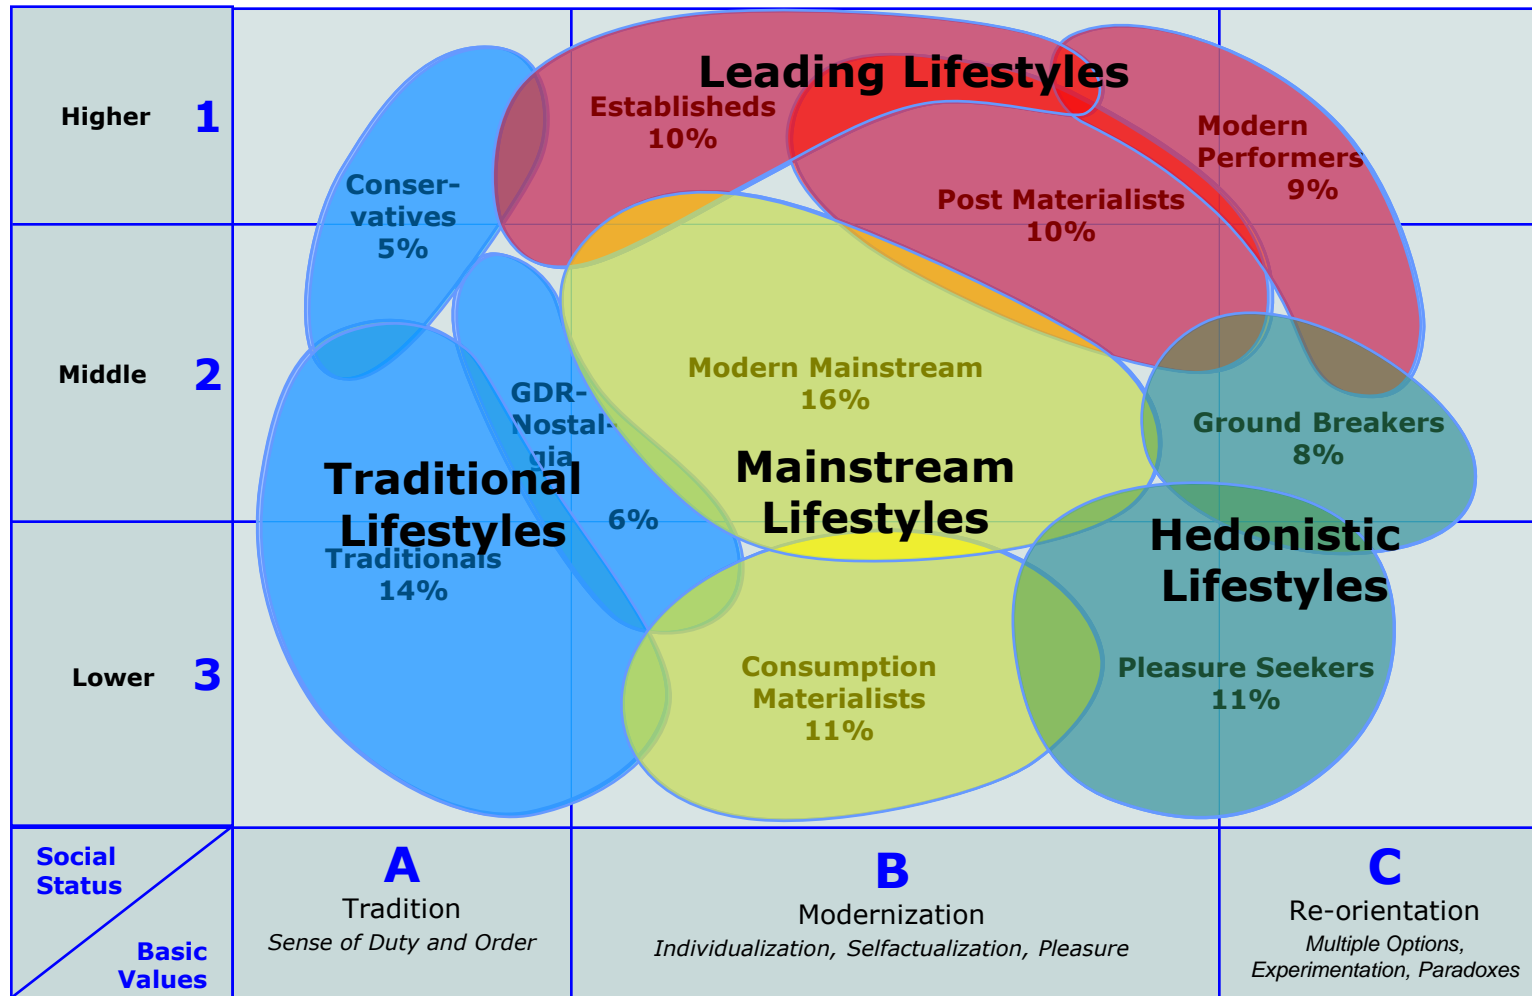 Leading Lifestyles
Higher 1
Establisheds
10%
Modern
Performers
9%
Conser-
vatives
5%
Post Materialists
10%
Middle 2
Modern Mainstream
16%
GDR-
Nostal-
gia
6%
Ground Breakers
8%
Traditional
Lifestyles
Mainstream
Lifestyles
Hedonistic
Lifestyles
Traditionals
14%
Lower 3
Consumption
Materialists
11%
Pleasure Seekers
11%
Social
Status
Basic
Values
A
Tradition
Sense of Duty and Order
B
Modernization
Individualization, Selfactualization, Pleasure
C
Re-orientation
Multiple Options,
Experimentation, Paradoxes